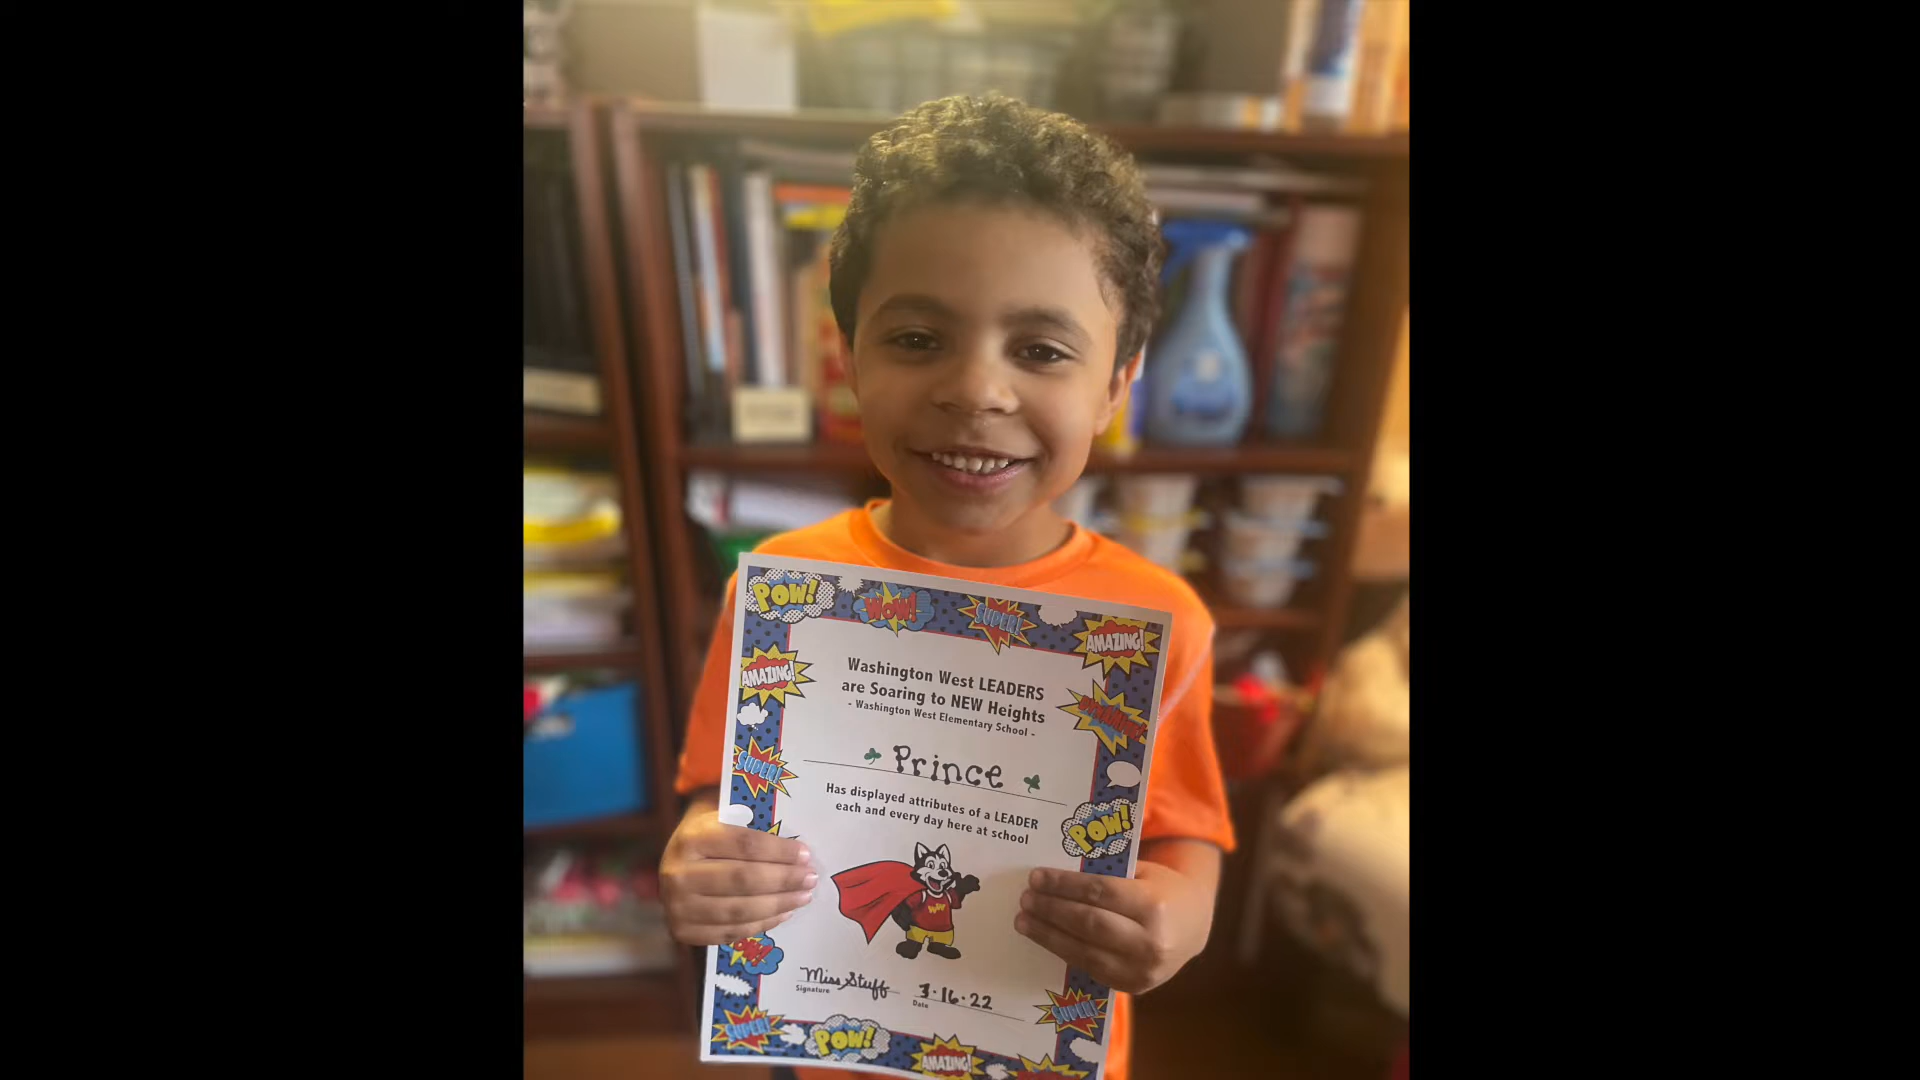 POW!
WOW!
SUPER!
AMAZING!
AMAZING!
Washington West LEADERS
are Soaring to NEW Heights
- Washington West Elementary School -
SUPER!
Prince
Has displayed attributes of a LEADER
each and every day here at school
POW!
WOW!
Miss Stuff
3.16.22
Signature
Date
SUPER!
SUPER!
POW!
AMAZING!